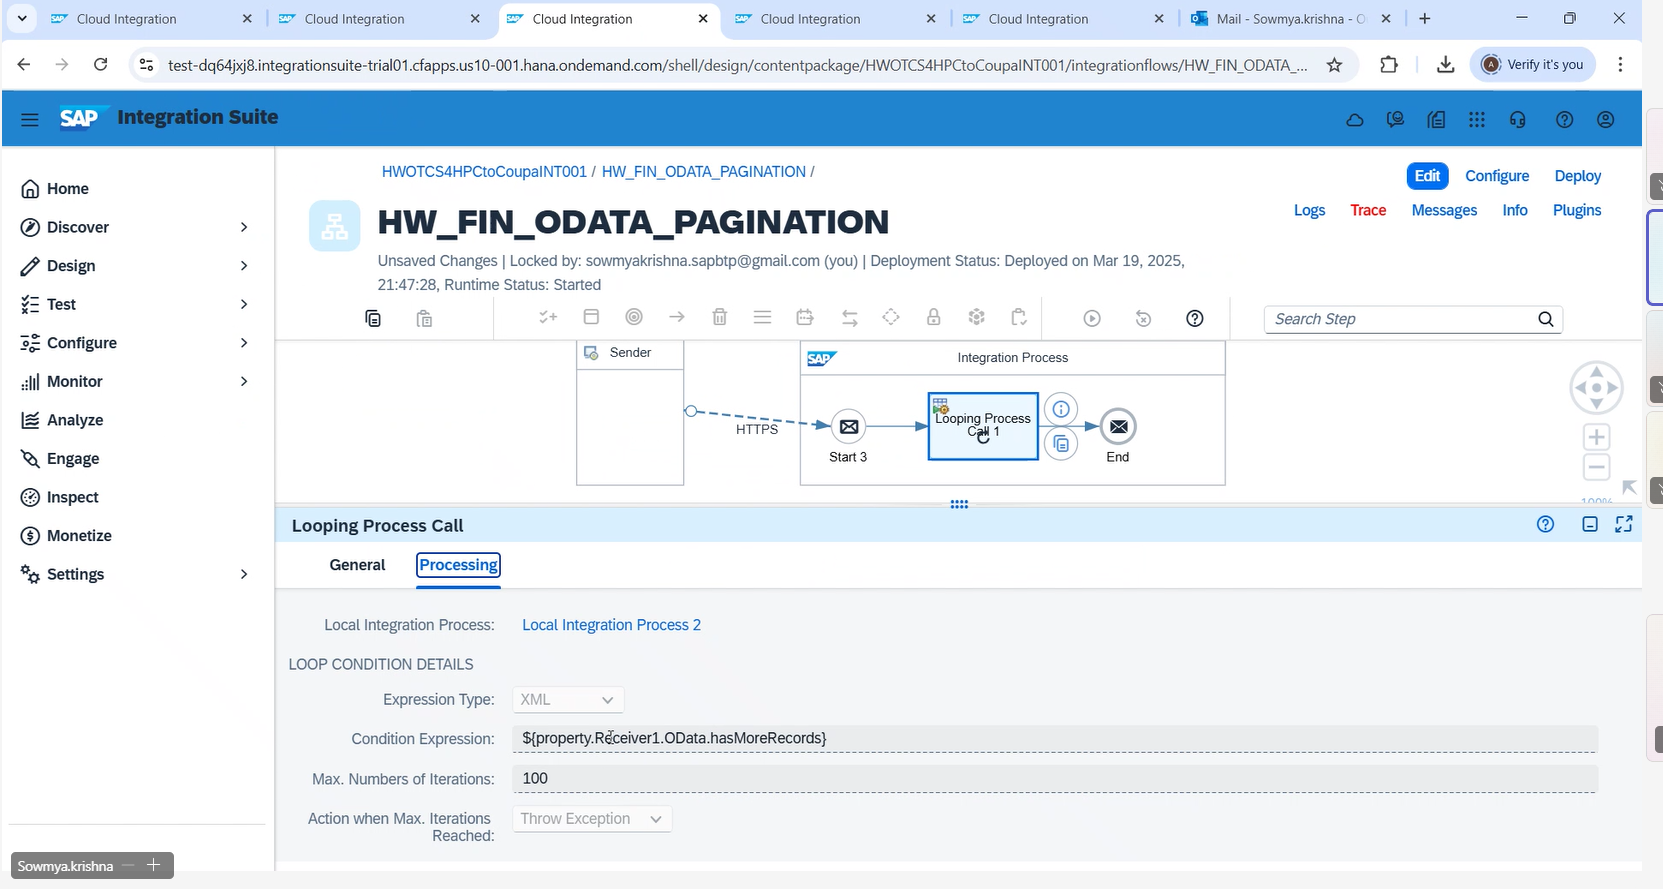 Cloud Integration
Cloud Integration
Cloud Integration
Cloud Integration
Cloud Integration
Mail - Sowmya.krishna - O
test-dq64jxj8.integrationsuite-trial01.cfapps.us10-001.hana.ondemand.com/shell/design/contentpackage/HWOTCS4HPCtoCoupaINT001/integrationflows/HW_FIN_ODATA_...
Verify it's you
SAP Integration Suite
Home
Discover
Design
Test
Configure
Monitor
Analyze
Engage
Inspect
Monetize
Settings
HWOTCS4HPCtoCoupaINT001 / HW_FIN_ODATA_PAGINATION /
Edit Configure Deploy
HW_FIN_ODATA_PAGINATION
Logs Trace Messages Info Plugins
Unsaved Changes | Locked by: sowmyakrishna.sapbtp@gmail.com (you) | Deployment Status: Deployed on Mar 19, 2025,
21:47:28, Runtime Status: Started
Search Step
Sender
SAP Integration Process
HTTPS
Start 3
Looping Process
Call 1
End
100%
Looping Process Call
General Processing
Local Integration Process: Local Integration Process 2
LOOP CONDITION DETAILS
Expression Type: XML
Condition Expression: ${property.Receiver1.OData.hasMoreRecords}
Max. Numbers of Iterations: 100
Action when Max. Iterations
Reached: Throw Exception
Sowmya.krishna